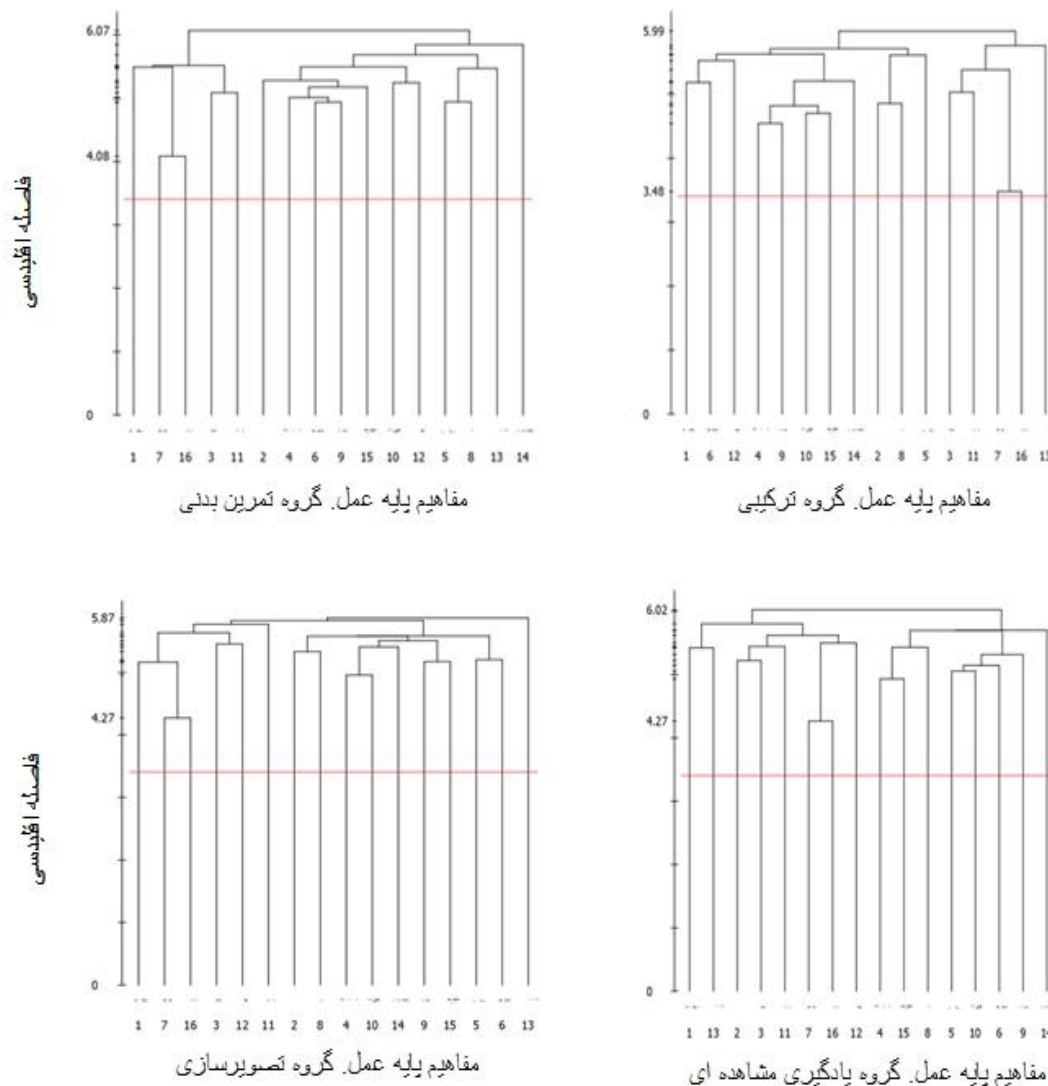 6.07
4.08
0
فاصله اقلیدسی
1 7 16 3 11 2 4 6 9 15 10 12 5 8 13 14
مفاهیم پایه عمل. گروه تمرین بدنی
5.99
3.48
0
1 6 12 4 9 10 15 14 2 8 5 3 11 7 16 13
مفاهیم پایه عمل. گروه ترکیبی
5.87
4.27
0
فاصله اقلیدسی
1 7 16 3 12 11 2 8 4 10 14 9 15 5 6 13
مفاهیم پایه عمل. گروه تصویرسازی
6.02
4.27
0
1 13 2 3 11 7 16 12 4 15 8 5 10 6 9 14
مفاهیم پایه عمل. گروه یادگیری مشاهده ای